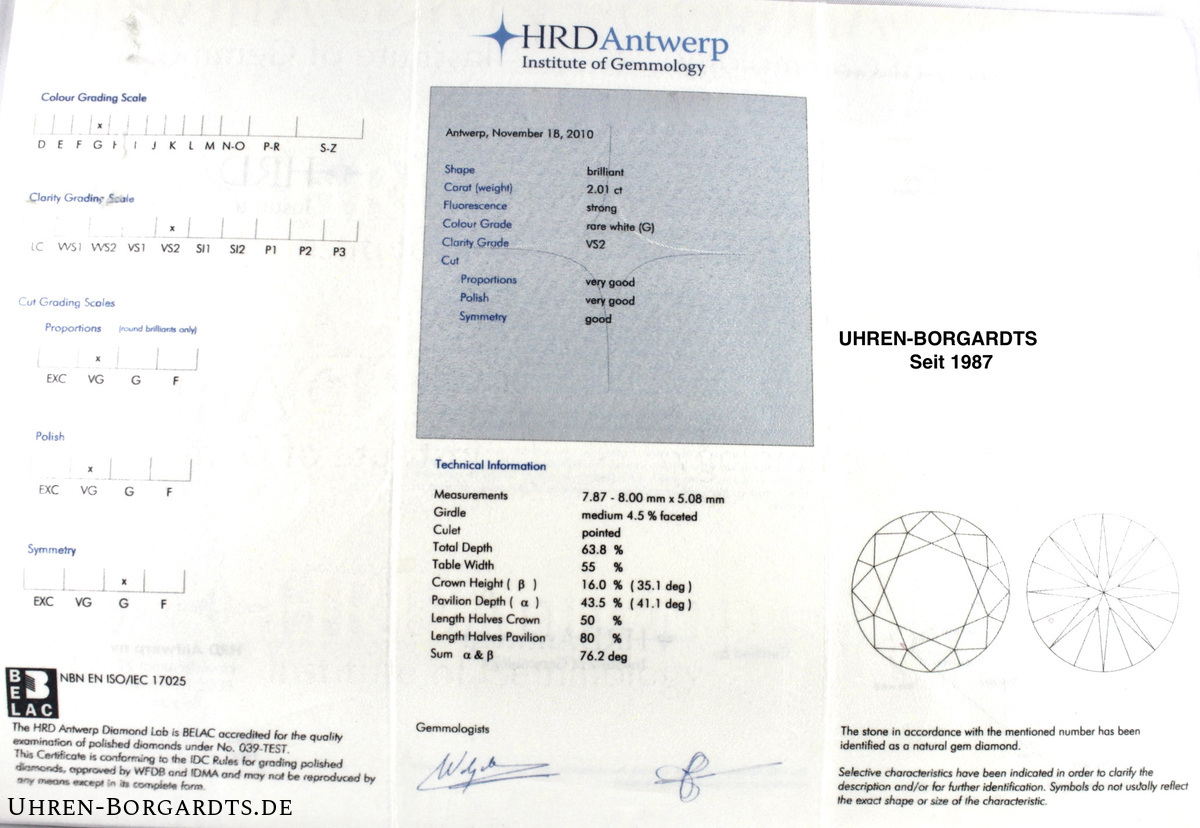 HRD Antwerp
Institute of Gemmology
Colour Grading Scale
x
D E F G H I J K L M N-O P-R S-Z
Clarity Grading Scale
x
LC VVS1 VVS2 VS1 VS2 SI1 SI2 P1 P2 P3
Cut Grading Scales
Proportions (round brilliants only)
x
EXC VG G F
Polish
x
EXC VG G F
Symmetry
x
EXC VG G F
BELAC
NBN EN ISO/IEC 17025
The HRD Antwerp Diamond Lab is BELAC accredited for the quality
examination of polished diamonds under No. 039-TEST.
This Certificate is conforming to the IDC Rules for grading polished
diamonds, approved by WFDB and IDMA and may not be reproduced by
any means except in its complete form.
UHREN-BORGARDTS.DE
Antwerp, November 18, 2010
Shape brilliant
Carat (weight) 2.01 ct
Fluorescence strong
Colour Grade rare white (G)
Clarity Grade VS2
Cut
Proportions very good
Polish very good
Symmetry good
Technical Information
Measurements 7.87 - 8.00 mm x 5.08 mm
Girdle medium 4.5 % faceted
Culet pointed
Total Depth 63.8 %
Table Width 55 %
Crown Height ( β ) 16.0 % ( 35.1 deg )
Pavilion Depth ( α ) 43.5 % ( 41.1 deg )
Length Halves Crown 50 %
Length Halves Pavilion 80 %
Sum α & β 76.2 deg
Gemmologists
UHREN-BORGARDTS
Seit 1987
The stone in accordance with the mentioned number has been
identified as a natural gem diamond.
Selective characteristics have been indicated in order to clarify the
description and/or for further identification. Symbols do not usually reflect
the exact shape or size of the characteristic.